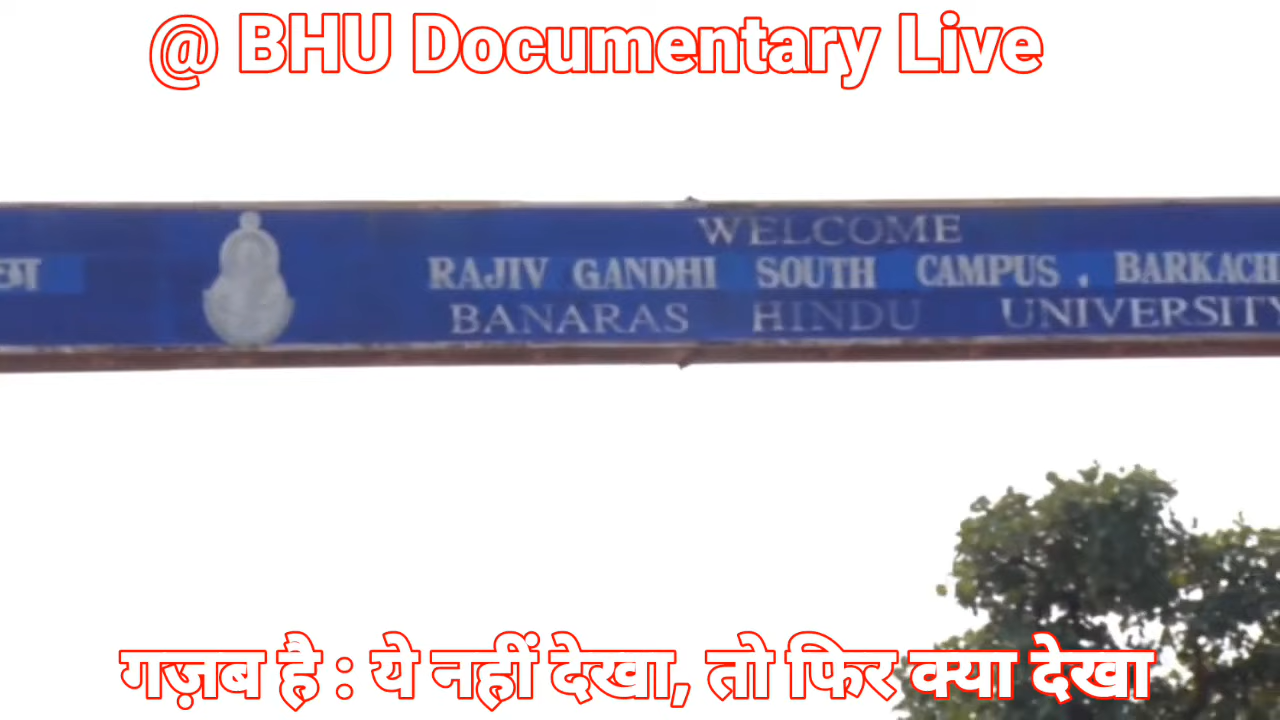 @ BHU Documentary Live
WELCOME
RAJIV GANDHI SOUTH CAMPUS, BARKACH
BANARAS HINDU UNIVERSITY
गज़ब है : ये नहीं देखा, तो फिर क्या देखा